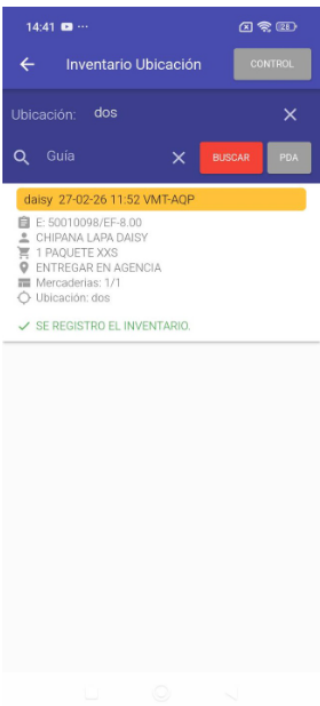 14:41
28
Inventario Ubicación
CONTROL
Ubicación: dos
Guía
BUSCAR
PDA
daisy 27-02-26 11:52 VMT-AQP
E: 50010098/EF-8.00
CHIPANA LAPA DAISY
1 PAQUETE XXS
ENTREGAR EN AGENCIA
Mercaderias: 1/1
Ubicación: dos
SE REGISTRO EL INVENTARIO.